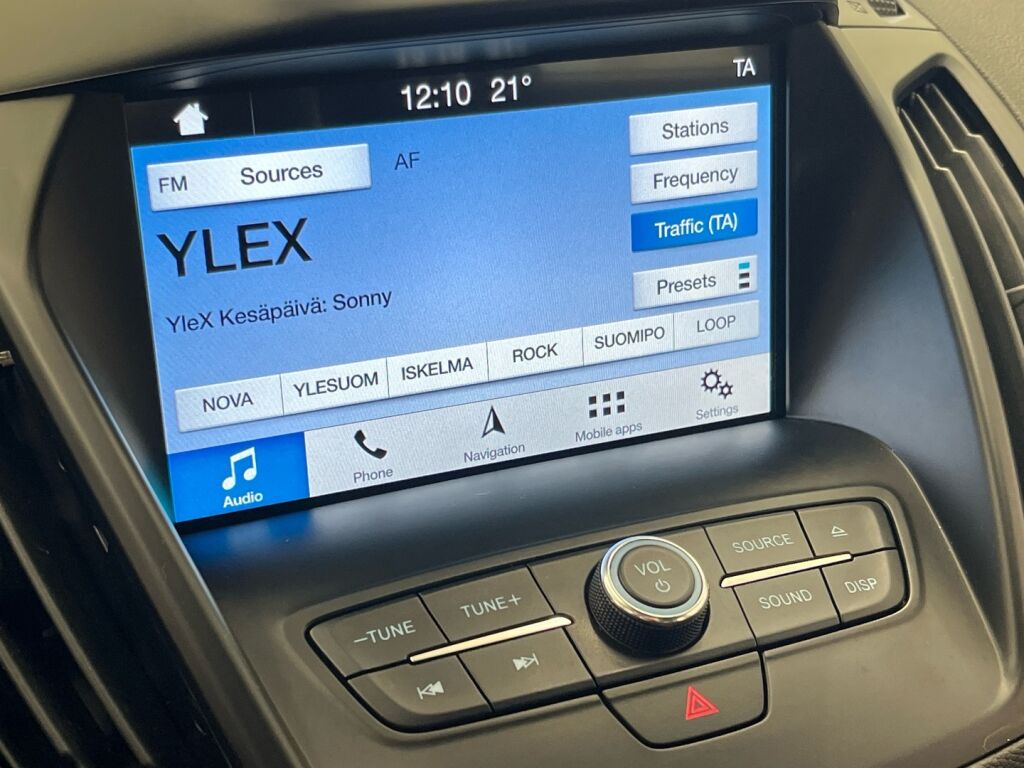 12:10 21° TA
FM Sources AF
Stations
Frequency
YLEX
Traffic (TA)
Presets
YleX Kesäpäivä: Sonny
NOVA YLESUOM ISKELMA ROCK SUOMIPO LOOP
Audio Phone Navigation Mobile apps Settings
−TUNE TUNE+ VOL SOURCE
SOUND DISP